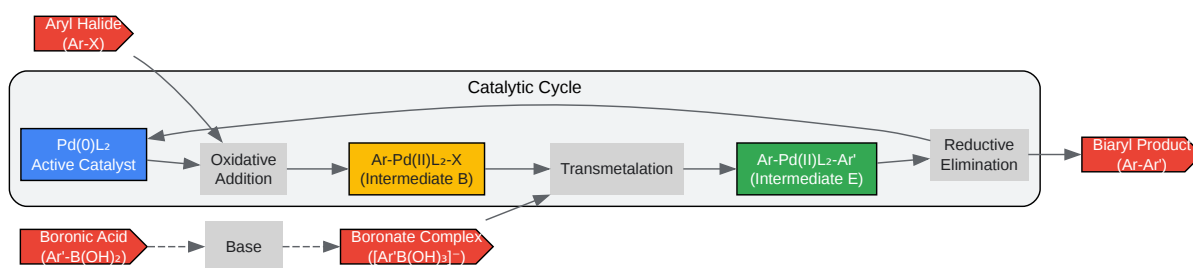 Aryl Halide
(Ar-X)
Catalytic Cycle
Pd(0)L₂
Active Catalyst
Oxidative
Addition
Ar-Pd(II)L₂-X
(Intermediate B)
Transmetalation
Ar-Pd(II)L₂-Ar'
(Intermediate E)
Reductive
Elimination
Biaryl Product
(Ar-Ar')
Boronic Acid
(Ar'-B(OH)₂)
Base
Boronate Complex
([Ar'B(OH)₃]⁻)